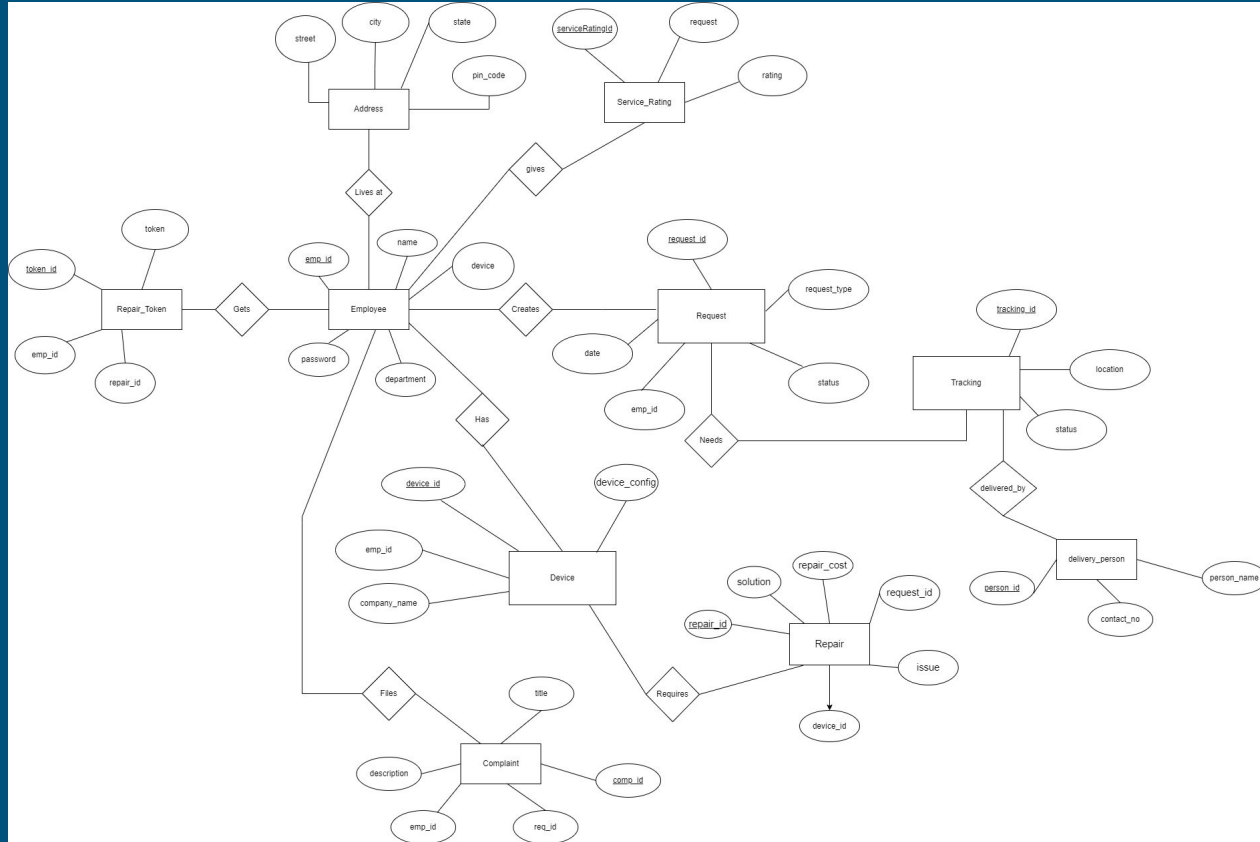 city
state
serviceRatingId
request
street
pin_code
rating
Address
Service_Rating
gives
Lives at
token
request_id
name
emp_id
device
token_id
request_type
Repair_Token
Gets
Employee
Creates
Request
tracking_id
emp_id
password
date
repair_id
department
status
location
Tracking
emp_id
Has
Needs
status
device_id
device_config
delivered_by
emp_id
delivery_person
repair_cost
Device
solution
person_name
company_name
request_id
person_id
repair_id
contact_no
Repair
issue
Files
title
Requires
device_id
Complaint
description
comp_id
emp_id
req_id